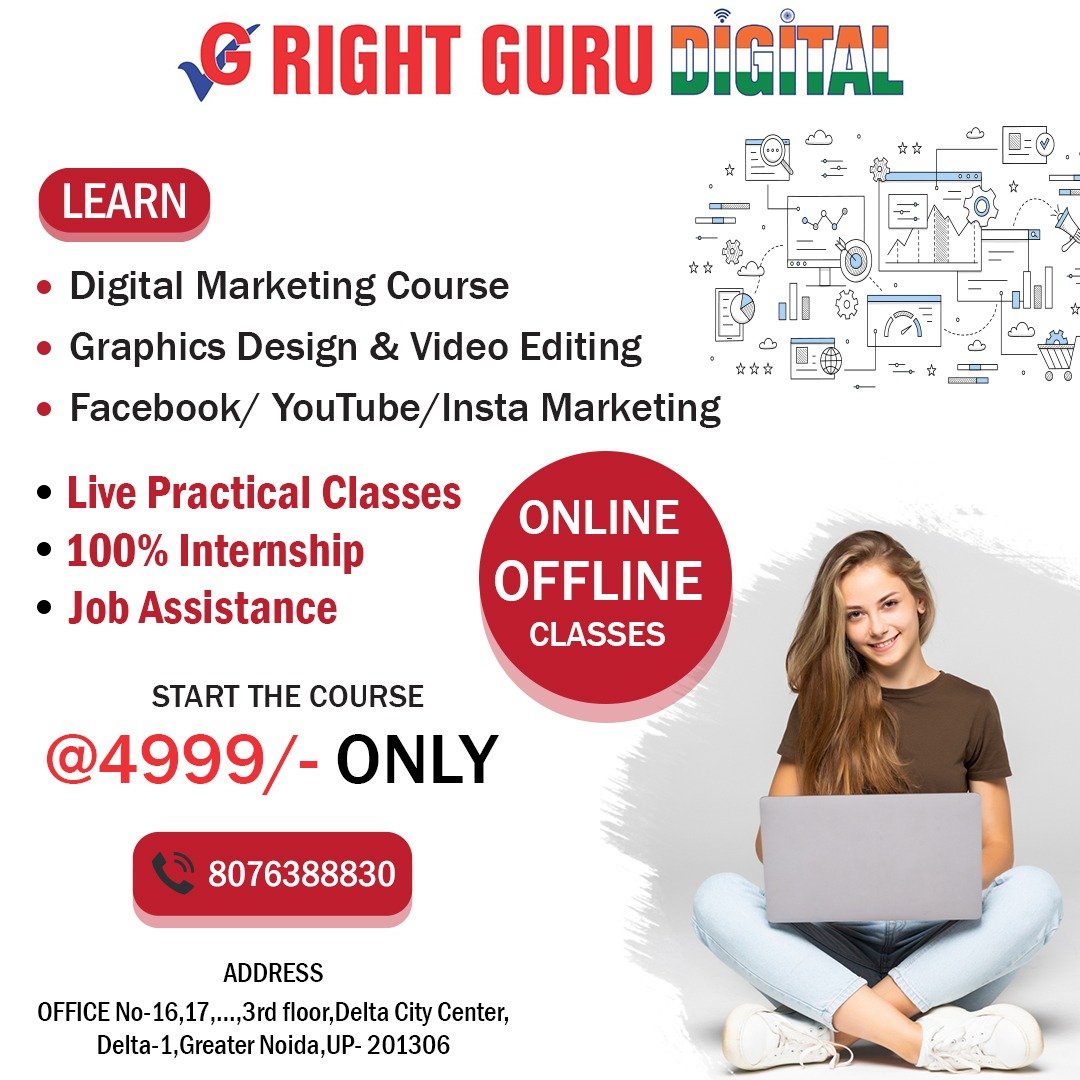 RIGHT GURU DIGITAL
LEARN
• Digital Marketing Course
• Graphics Design & Video Editing
• Facebook/ YouTube/Insta Marketing
• Live Practical Classes
• 100% Internship
• Job Assistance
ONLINE
OFFLINE
CLASSES
START THE COURSE
@4999/- ONLY
8076388830
ADDRESS
OFFICE No-16,17,...,3rd floor,Delta City Center,
Delta-1,Greater Noida,UP- 201306